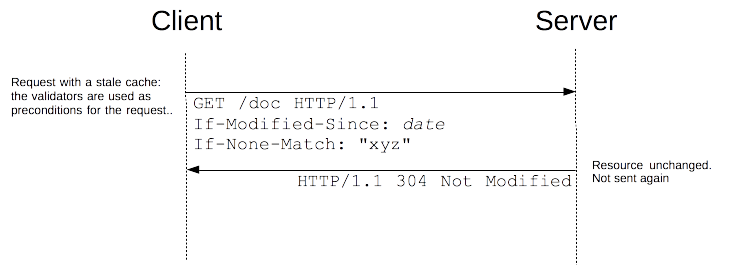 Client
Server
Request with a stale cache:
the validators are used as
preconditions for the request..
GET /doc HTTP/1.1
If-Modified-Since: date
If-None-Match: "xyz"
Resource unchanged.
Not sent again
HTTP/1.1 304 Not Modified